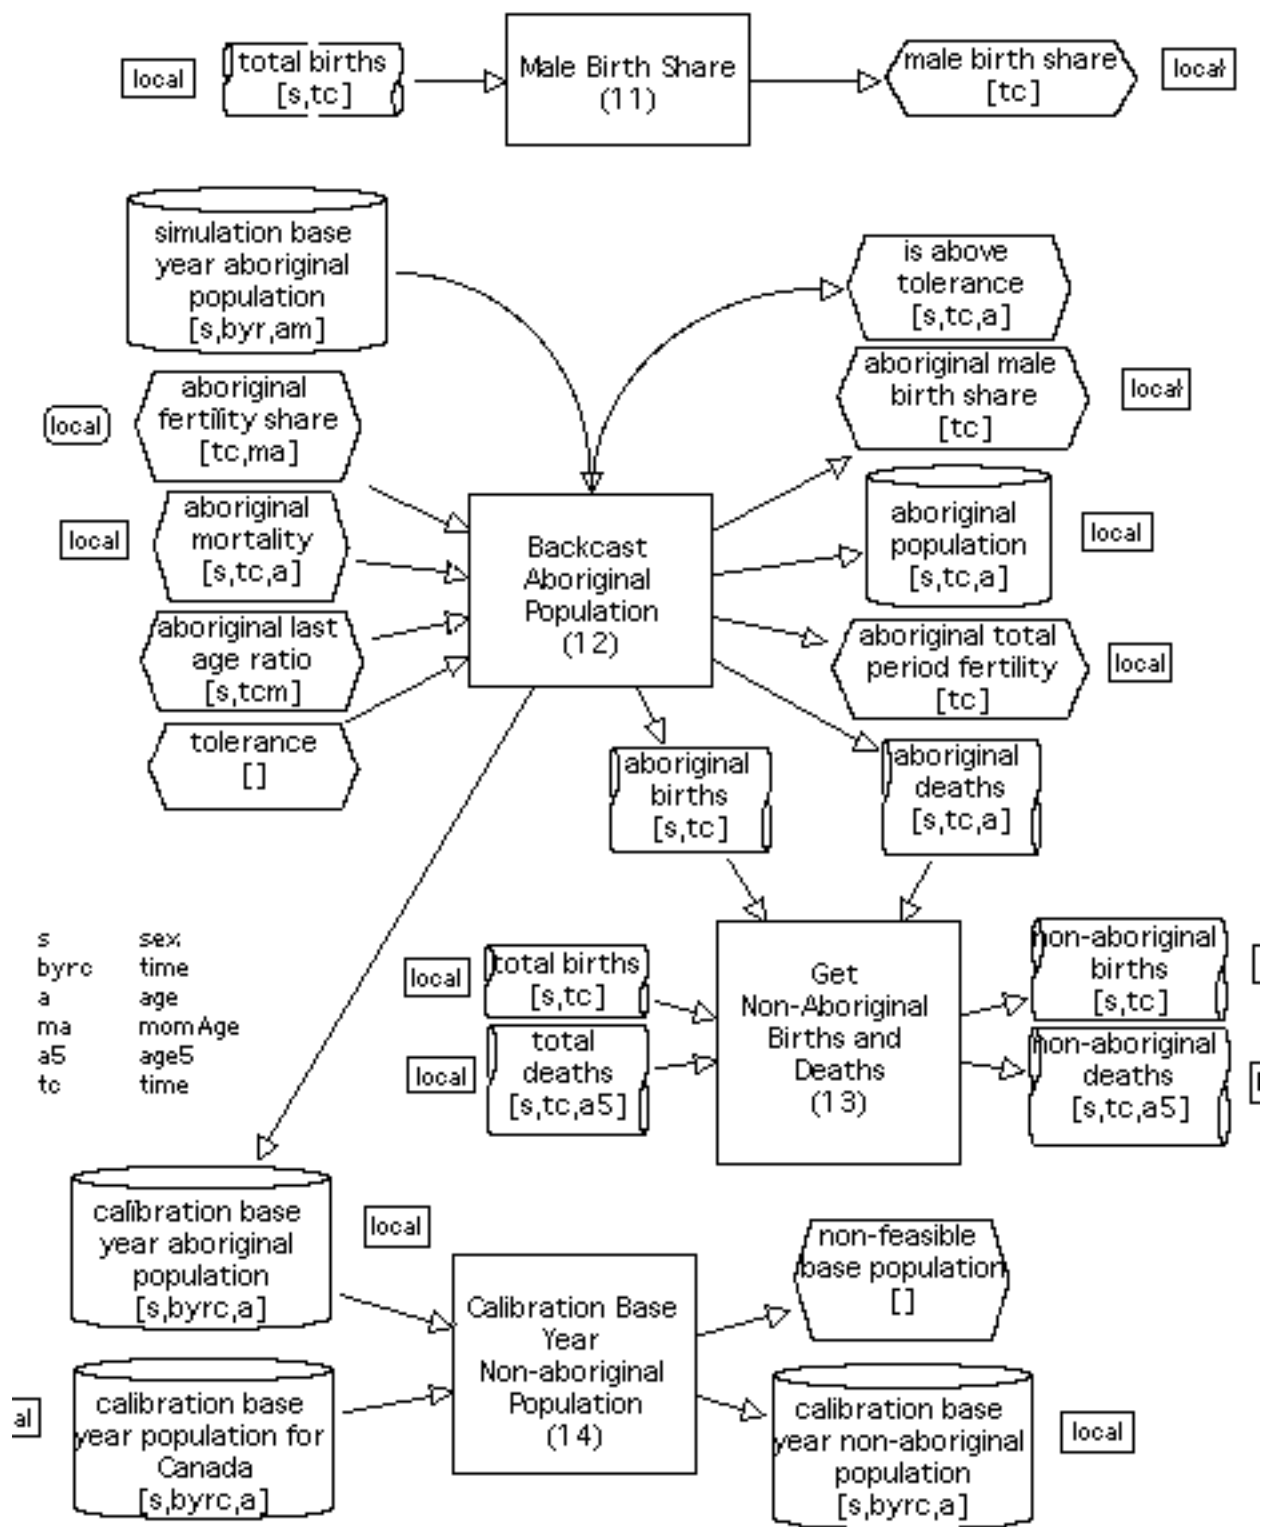 local
total births
[s,tc]
Male Birth Share
(11)
male birth share
[tc]
local
simulation base
year aboriginal
population
[s,byr,am]
is above
tolerance
[s,tc,a]
local
aboriginal
fertility share
[tc,ma]
aboriginal male
birth share
[tc]
local
local
aboriginal
mortality
[s,tc,a]
Backcast
Aboriginal
Population
(12)
aboriginal
population
[s,tc,a]
local
aboriginal last
age ratio
[s,tcm]
aboriginal total
period fertility
[tc]
local
tolerance
[]
aboriginal
births
[s,tc]
aboriginal
deaths
[s,tc,a]
s sex
byrc time
a age
ma momAge
a5 age5
tc time
local
total births
[s,tc]
local
total
deaths
[s,tc,a5]
Get
Non-Aboriginal
Births and
Deaths
(13)
non-aboriginal
births
[s,tc]
non-aboriginal
deaths
[s,tc,a5]
calibration base
year aboriginal
population
[s,byrc,a]
local
Calibration Base
Year
Non-aboriginal
Population
(14)
non-feasible
base population
[]
al
calibration base
year population for
Canada
[s,byrc,a]
calibration base
year non-aboriginal
population
[s,byrc,a]
local